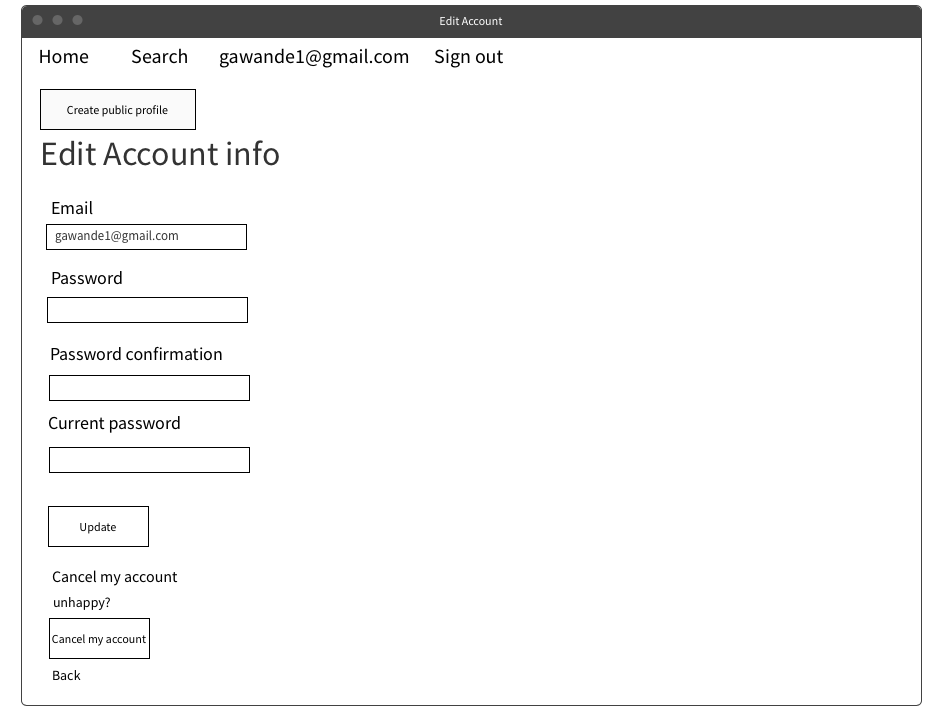 Edit Account
Home Search gawande1@gmail.com Sign out
Create public profile
Edit Account info
Email
gawande1@gmail.com
Password
Password confirmation
Current password
Update
Cancel my account
unhappy?
Cancel my account
Back